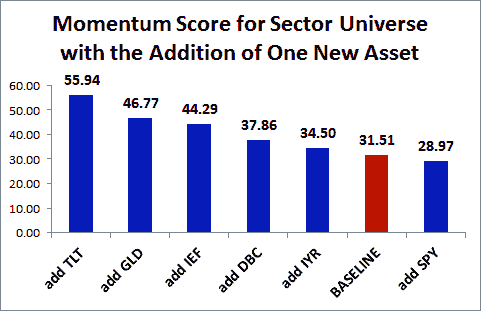 Momentum Score for Sector Universe
with the Addition of One New Asset
60.00
50.00
40.00
30.00
20.00
10.00
0.00
55.94
46.77
44.29
37.86
34.50
31.51
28.97
add TLT
add GLD
add IEF
add DBC
add IYR
BASELINE
add SPY